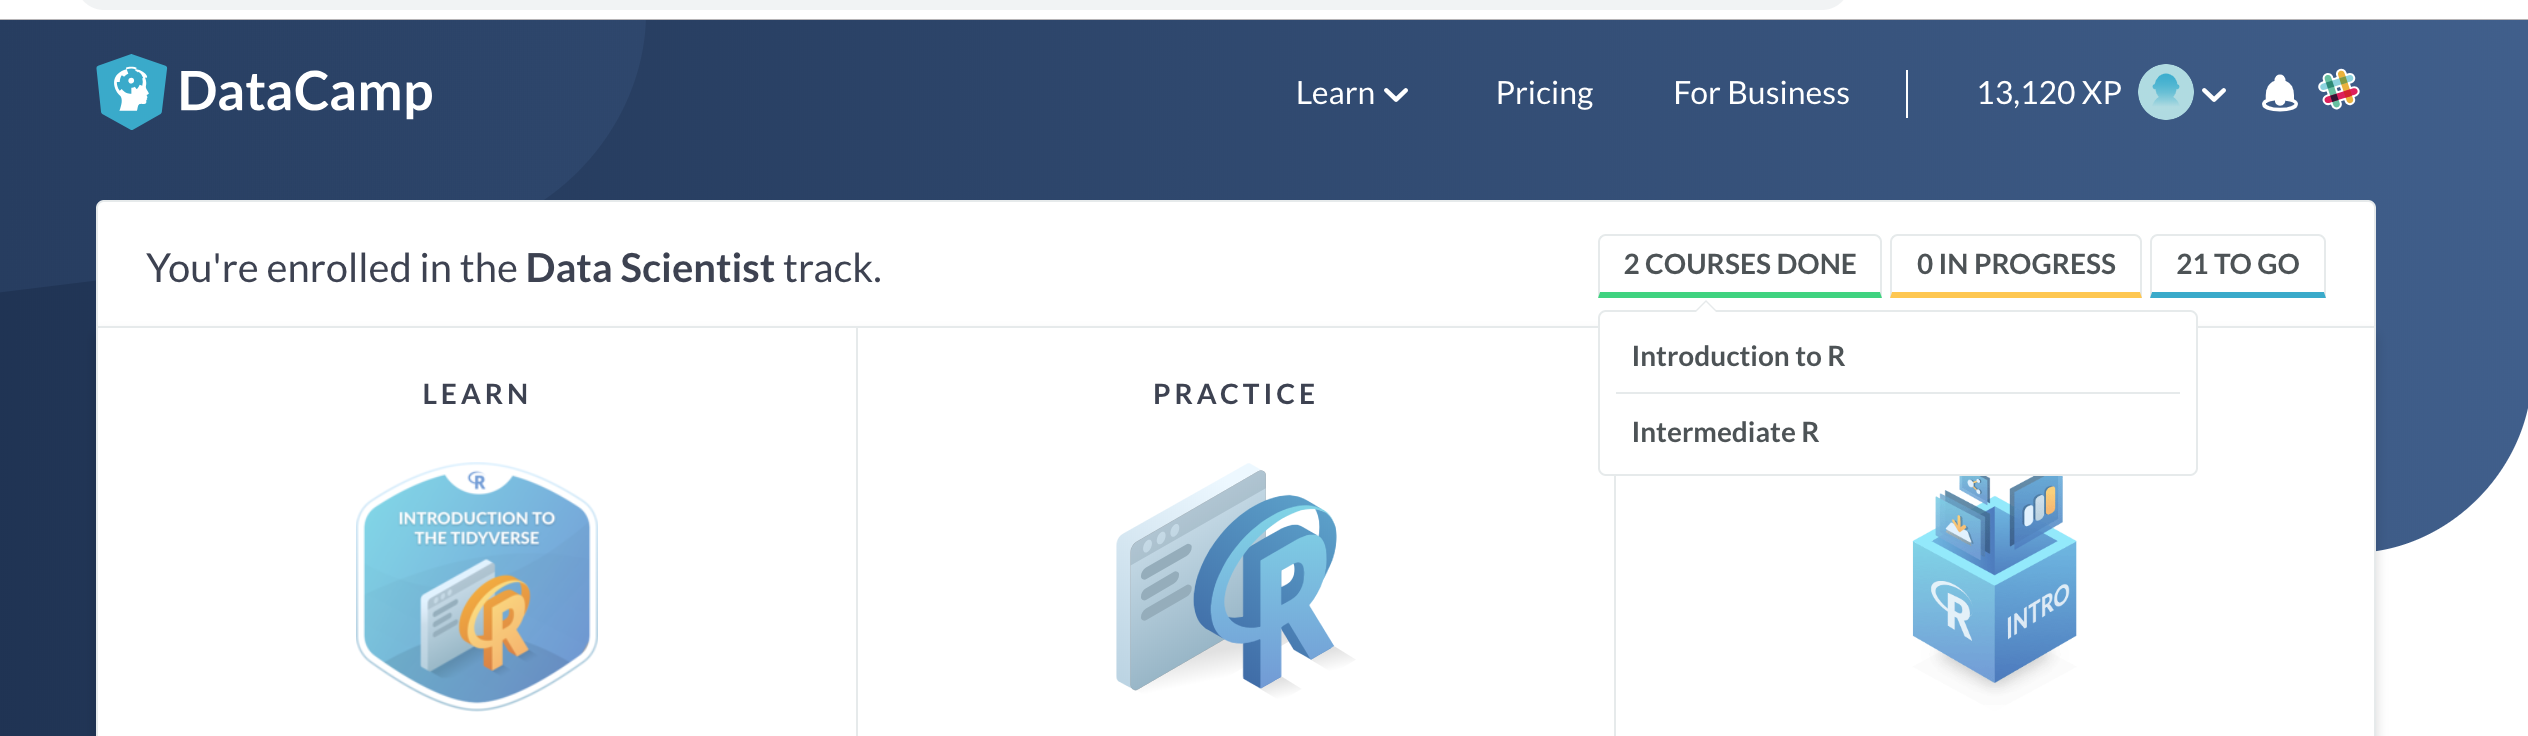 DataCamp
Learn
Pricing
For Business
13,120 XP
You're enrolled in the Data Scientist track.
2 COURSES DONE
0 IN PROGRESS
21 TO GO
Introduction to R
Intermediate R
LEARN
PRACTICE
R
INTRODUCTION TO
THE TIDYVERSE
R
R
R
INTRO